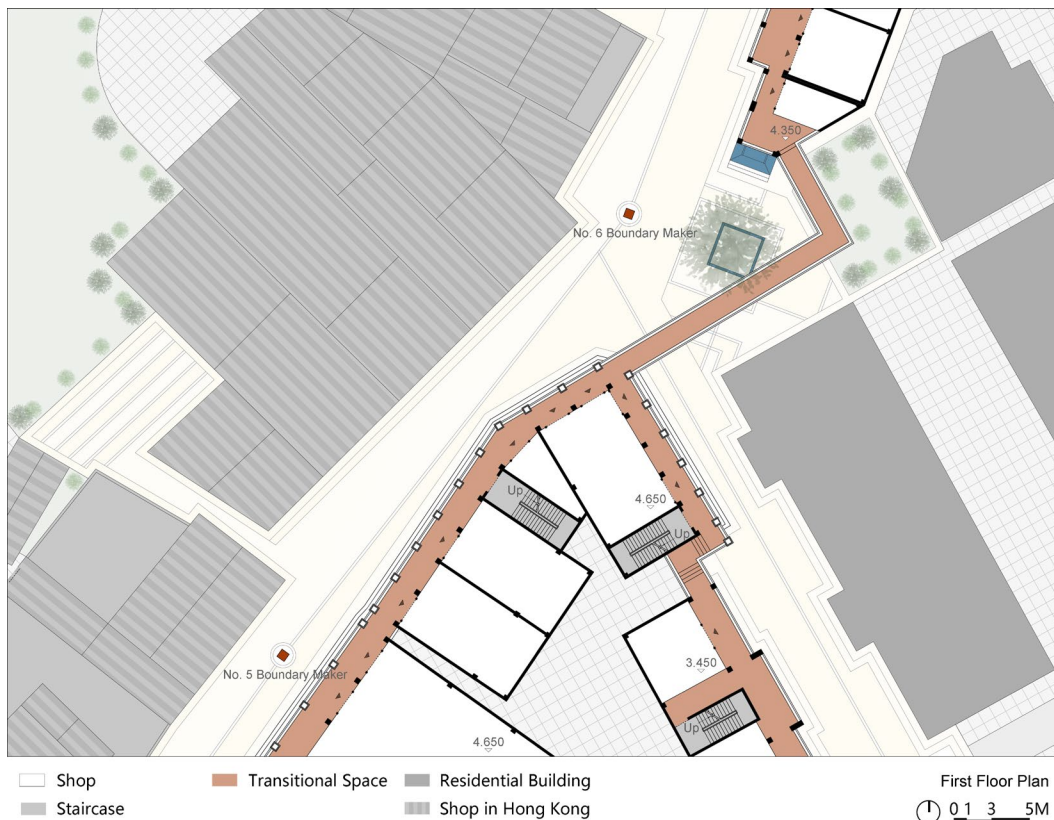 4.350
No. 6 Boundary Maker
Up
4.650
Up
3.450
No. 5 Boundary Maker
Up
4.650
Shop
Transitional Space
Residential Building
First Floor Plan
Staircase
Shop in Hong Kong
0 1 3 5M